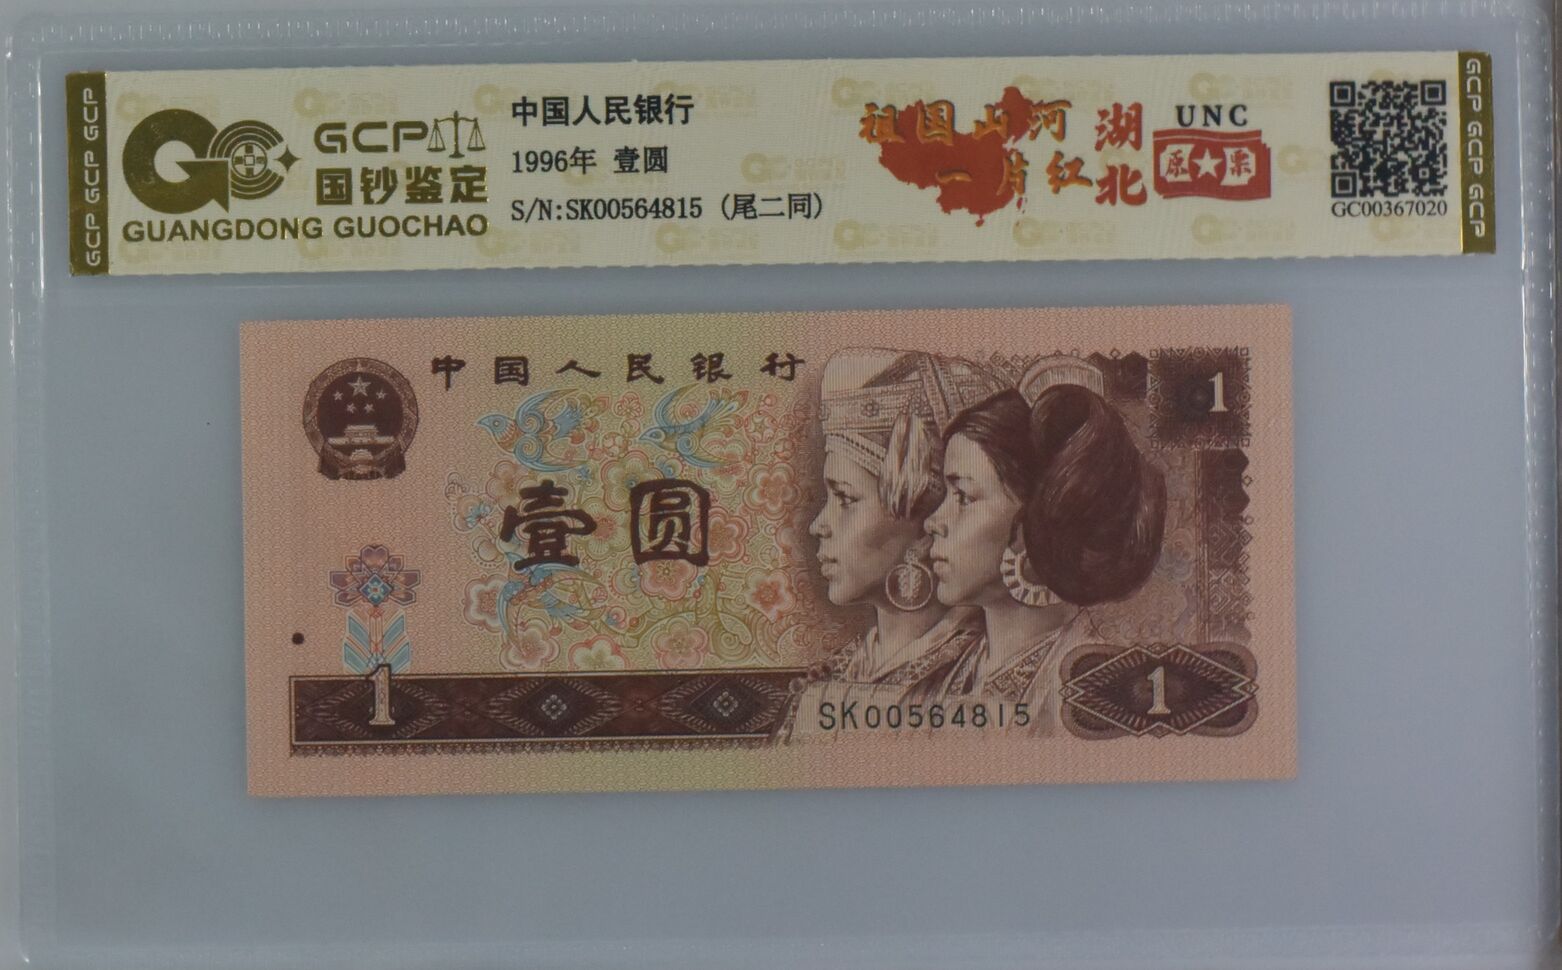 GCP GCP GCP
GCP
国钞鉴定
GUANGDONG GUOCHAO
中国人民银行
1996年 壹圆
S/N:SK00564815 (尾二同)
祖国山河
一片红
湖北
UNC
原★票
GC00367020
GCP GCP GCP
中国人民银行
1
壹圆
1
SK00564815
1